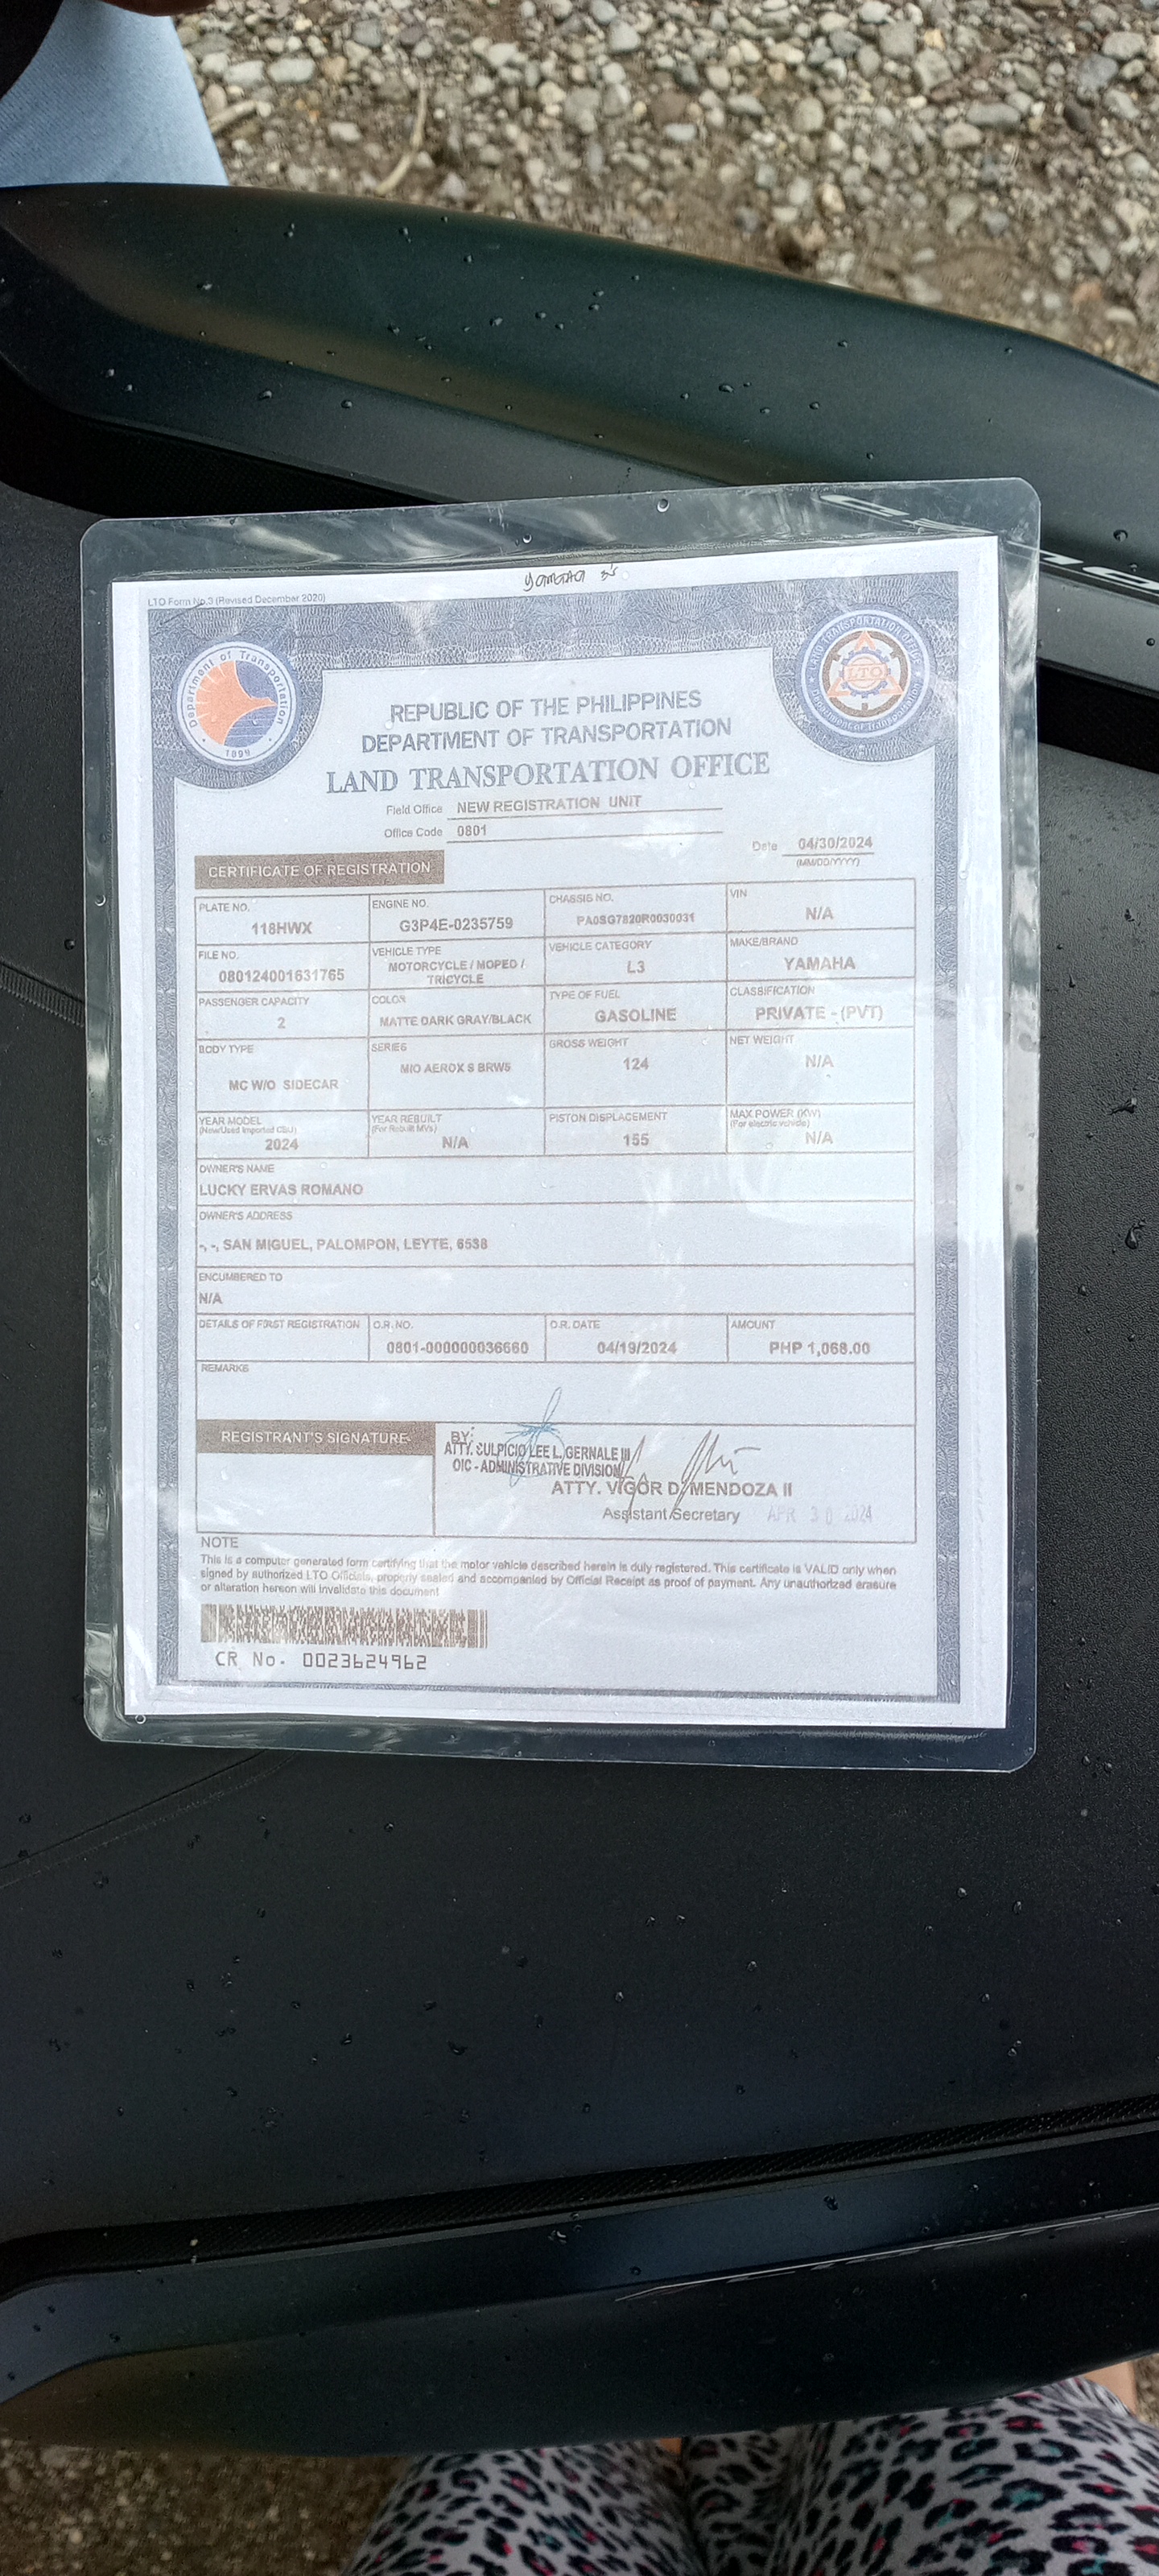 Yamaha
LTO Form No.3 (Revised December 2020)
Department of Transportation
1899
LAND TRANSPORTATION OFFICE
LTO
Department of Transportation
REPUBLIC OF THE PHILIPPINES
DEPARTMENT OF TRANSPORTATION
LAND TRANSPORTATION OFFICE
Field Office NEW REGISTRATION UNIT
Office Code 0801
Date 04/30/2024
(MM/DD/YYYY)
CERTIFICATE OF REGISTRATION
PLATE NO. ENGINE NO. CHASSIS NO. VIN
118HWX G3P4E-0235759 PA0SG7820R0030031 N/A
FILE NO. VEHICLE TYPE VEHICLE CATEGORY MAKE/BRAND
080124001631765 MOTORCYCLE / MOPED / TRICYCLE L3 YAMAHA
PASSENGER CAPACITY COLOR TYPE OF FUEL CLASSIFICATION
2 MATTE DARK GRAY/BLACK GASOLINE PRIVATE - (PVT)
BODY TYPE SERIES GROSS WEIGHT NET WEIGHT
MC W/O SIDECAR MIO AEROX S BRW5 124 N/A
YEAR MODEL YEAR REBUILT PISTON DISPLACEMENT MAX POWER (KW)
(New/Used Imported CBU) (For Rebuilt MVs) (For electric vehicle)
2024 N/A 155 N/A
OWNER'S NAME
LUCKY ERVAS ROMANO
OWNER'S ADDRESS
-, -, SAN MIGUEL, PALOMPON, LEYTE, 6538
ENCUMBERED TO
N/A
DETAILS OF FIRST REGISTRATION O.R. NO. O.R. DATE AMOUNT
0801-000000036660 04/19/2024 PHP 1,068.00
REMARKS
REGISTRANT'S SIGNATURE
BY:
ATTY. SULPICIO LEE L. GERNALE III
OIC - ADMINISTRATIVE DIVISION
ATTY. VIGOR D. MENDOZA II
Assistant Secretary APR 30 2024
NOTE
This is a computer generated form certifying that the motor vehicle described herein is duly registered. This certificate is VALID only when
signed by authorized LTO Officials, properly sealed and accompanied by Official Receipt as proof of payment. Any unauthorized erasure
or alteration hereon will invalidate this document
CR No. 0023624962